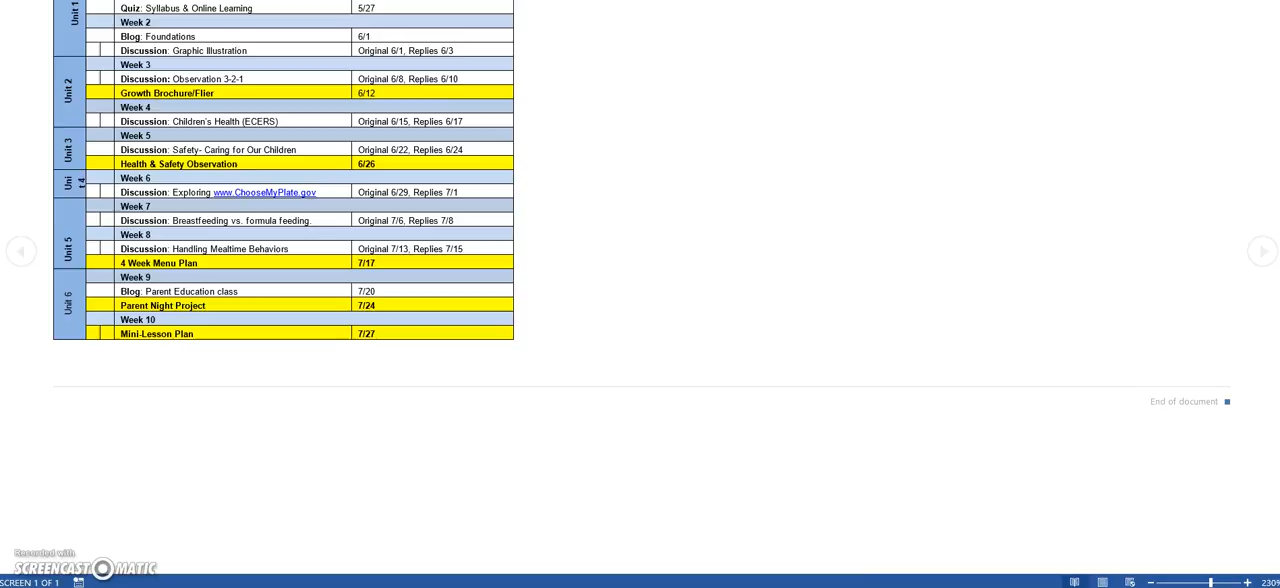 Unit 1
Quiz: Syllabus & Online Learning 5/27
Week 2
Blog: Foundations 6/1
Discussion: Graphic Illustration Original 6/1, Replies 6/3
Unit 2
Week 3
Discussion: Observation 3-2-1 Original 6/8, Replies 6/10
Growth Brochure/Flier 6/12
Week 4
Discussion: Children's Health (ECERS) Original 6/15, Replies 6/17
Unit 3
Week 5
Discussion: Safety- Caring for Our Children Original 6/22, Replies 6/24
Health & Safety Observation 6/26
Uni
t 4
Week 6
Discussion: Exploring www.ChooseMyPlate.gov Original 6/29, Replies 7/1
Unit 5
Week 7
Discussion: Breastfeeding vs. formula feeding. Original 7/6, Replies 7/8
Week 8
Discussion: Handling Mealtime Behaviors Original 7/13, Replies 7/15
4 Week Menu Plan 7/17
Unit 6
Week 9
Blog: Parent Education class 7/20
Parent Night Project 7/24
Week 10
Mini-Lesson Plan 7/27
End of document
Recorded with
SCREENCAST MATIC
SCREEN 1 OF 1
230%